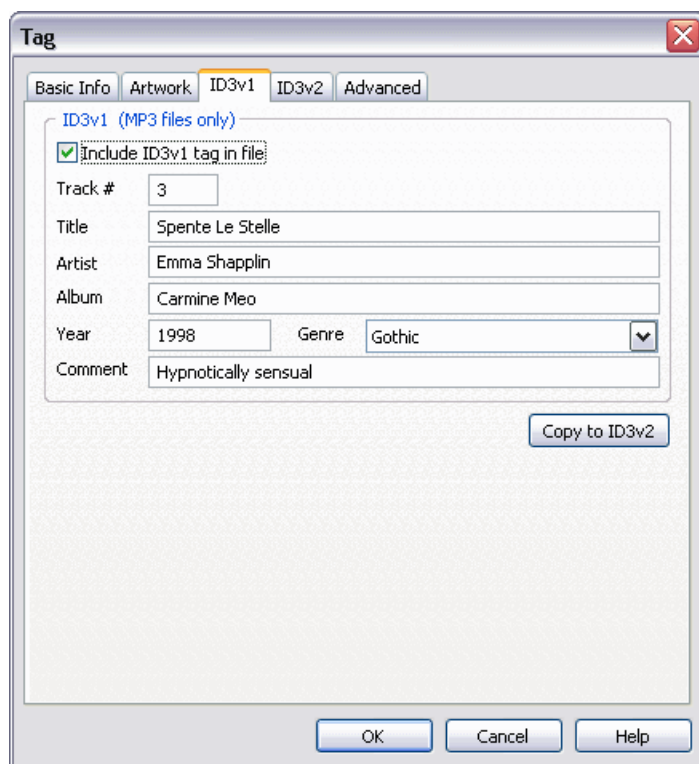 Tag
Basic Info Artwork ID3v1 ID3v2 Advanced
ID3v1 (MP3 files only)
Include ID3v1 tag in file
Track # 3
Title Spente Le Stelle
Artist Emma Shapplin
Album Carmine Meo
Year 1998 Genre Gothic
Comment Hypnotically sensual
Copy to ID3v2
OK Cancel Help